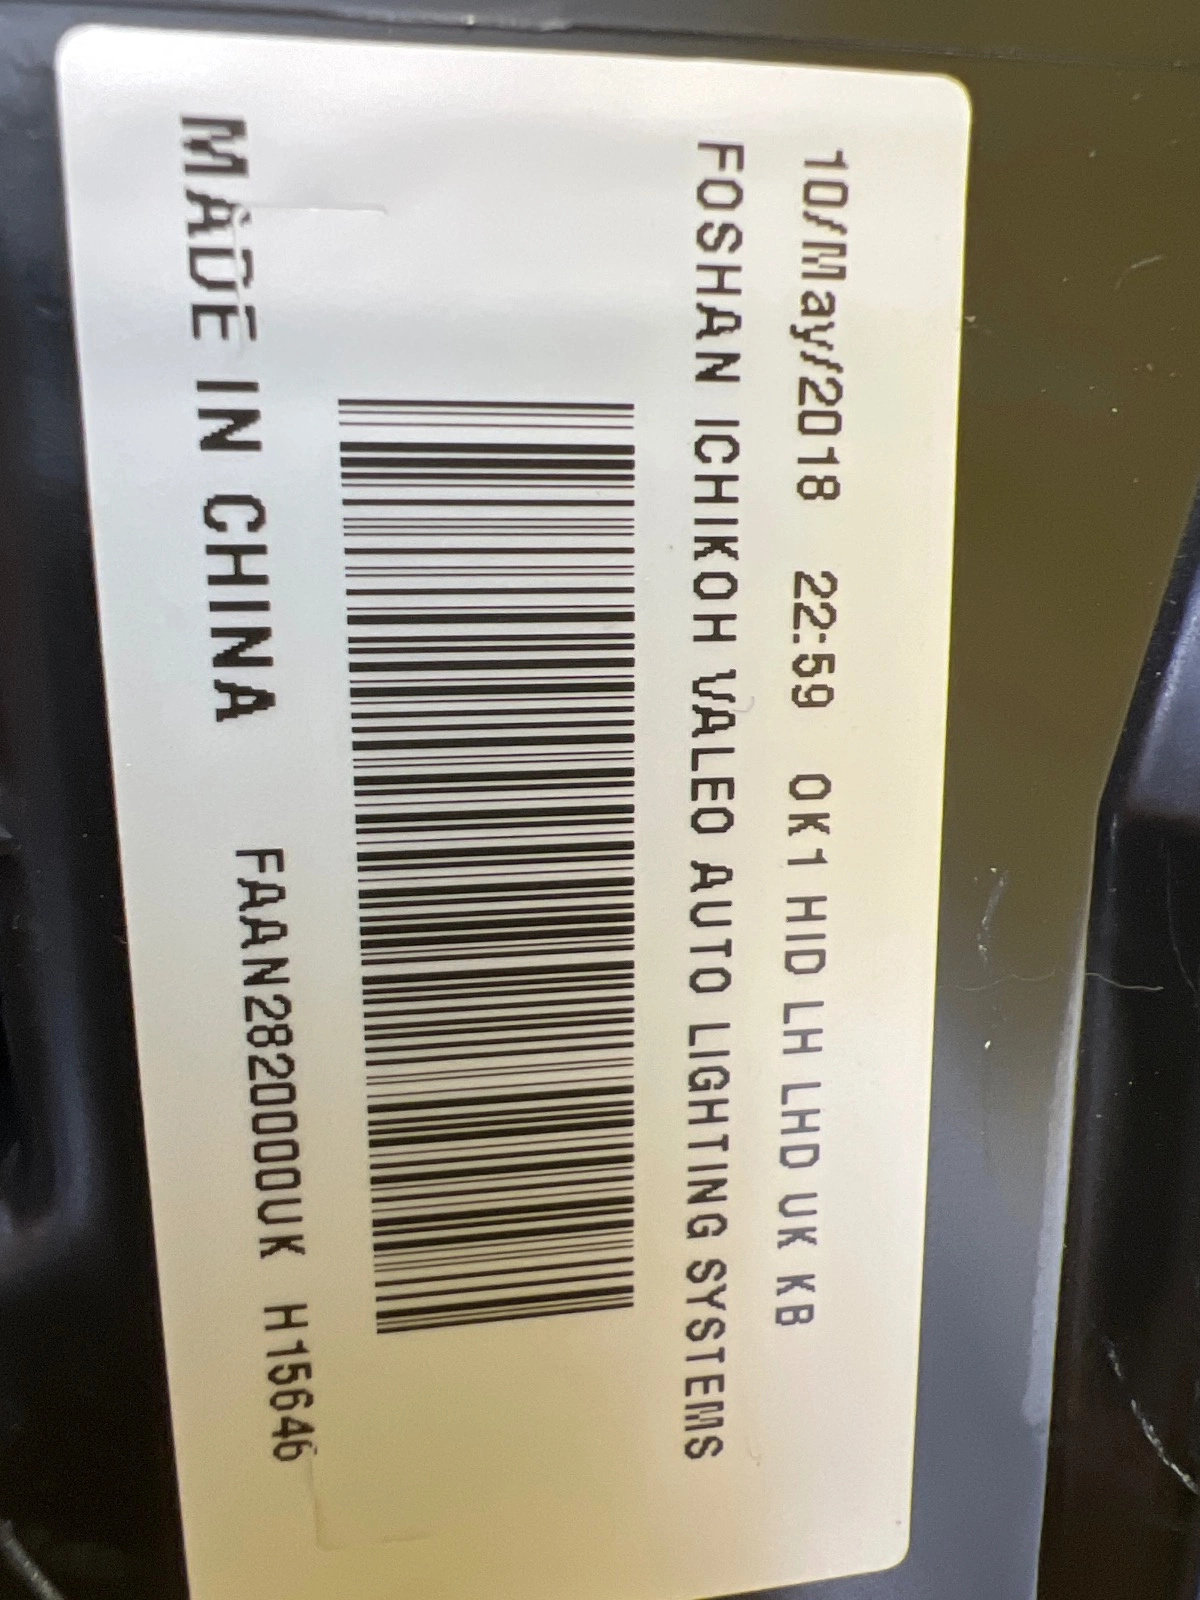 10/May/2018 22:59 OK1 HID LH LHD UK KB
FOSHAN ICHIKOH VALEO AUTO LIGHTING SYSTEMS
MADE IN CHINA FAAN282000UK H15646